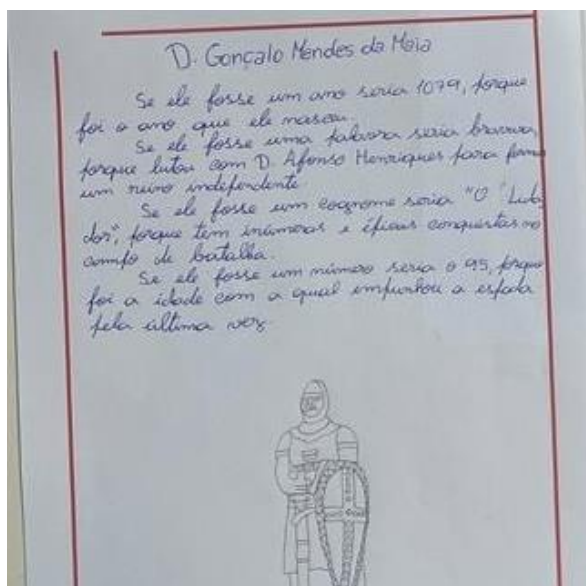 D. Gonçalo Mendes da Maia
Se ele fosse um ano seria 1079, porque
foi o ano que ele nasceu.
Se ele fosse uma palavra seria bravura,
porque lutou com D. Afonso Henriques para
um reino independente.
Se ele fosse um cognome seria "O Lida
dor", porque tem inúmeras e épicas conquistas no
campo de batalha.
Se ele fosse um número seria o 95, porque
foi a idade com a qual empunhou a espada
pela última vez.